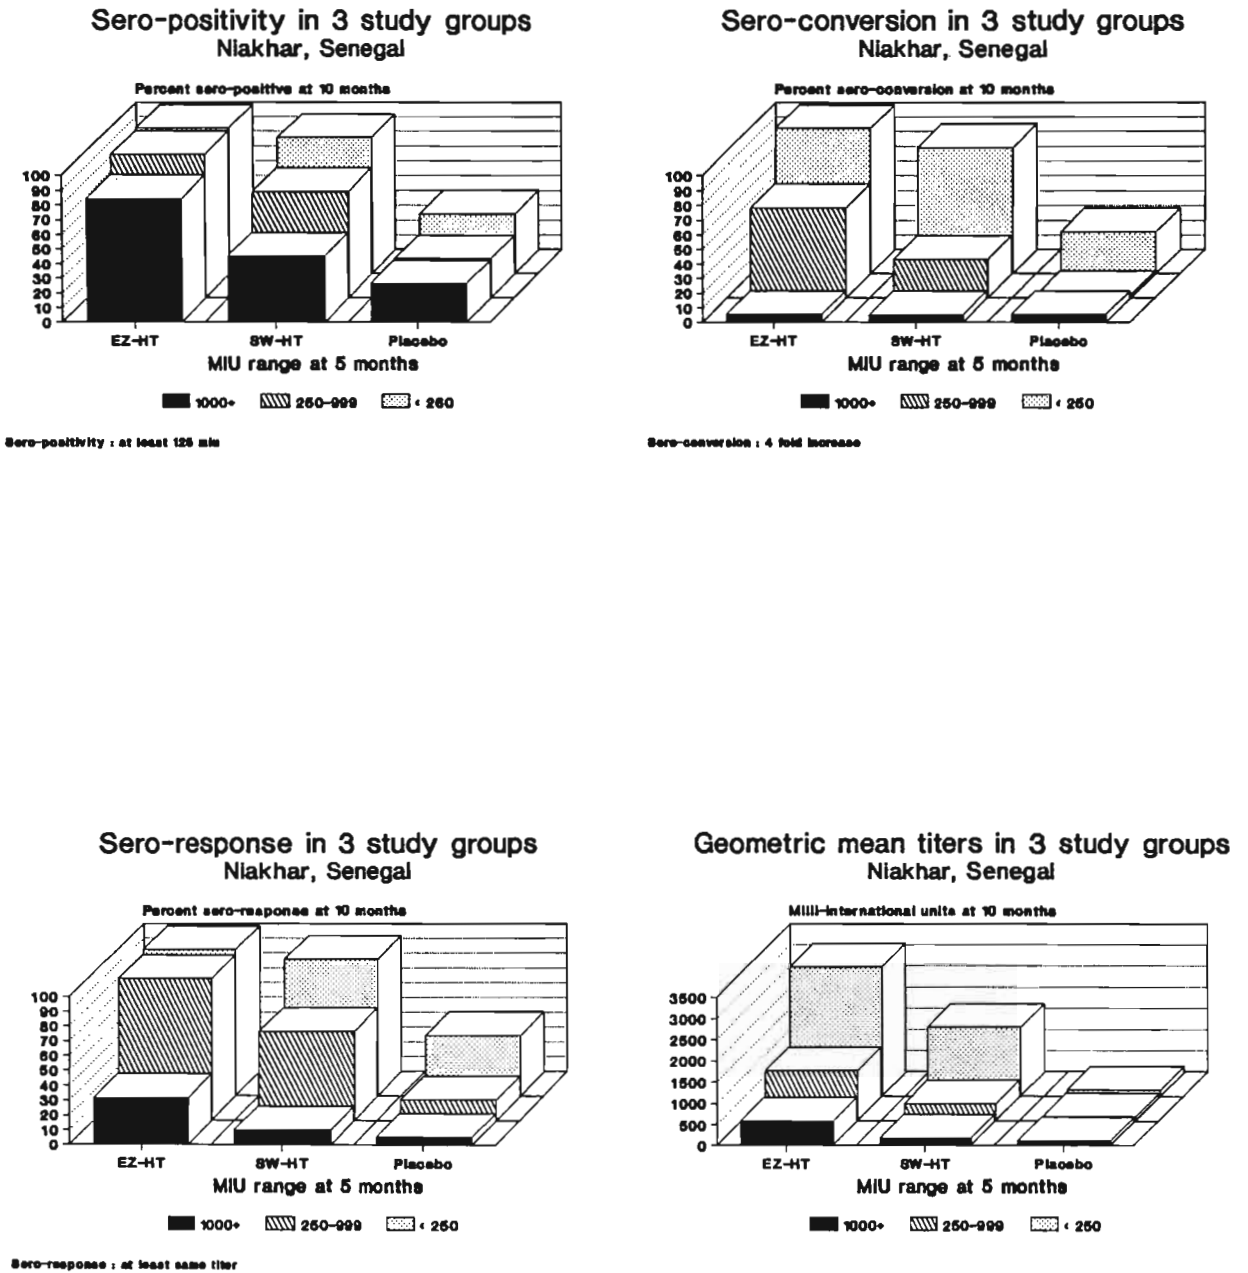 Sero-positivity in 3 study groups
Niakhar, Senegal
Percent sero-positive at 10 months
100
90
80
70
60
50
40
30
20
10
0
EZ-HT SW-HT Placebo
MIU range at 5 months
1000+ 250-999 < 250
Sero-positivity : at least 125 miu
Sero-conversion in 3 study groups
Niakhar, Senegal
Percent sero-conversion at 10 months
100
90
80
70
60
50
40
30
20
10
0
EZ-HT SW-HT Placebo
MIU range at 5 months
1000+ 250-999 < 250
Sero-conversion : 4 fold increase
Sero-response in 3 study groups
Niakhar, Senegal
Percent sero-response at 10 months
100
90
80
70
60
50
40
30
20
10
0
EZ-HT SW-HT Placebo
MIU range at 5 months
1000+ 250-999 < 250
Sero-response : at least same titer
Geometric mean titers in 3 study groups
Niakhar, Senegal
Milli-international units at 10 months
3500
3000
2500
2000
1500
1000
500
0
EZ-HT SW-HT Placebo
MIU range at 5 months
1000+ 250-999 < 250